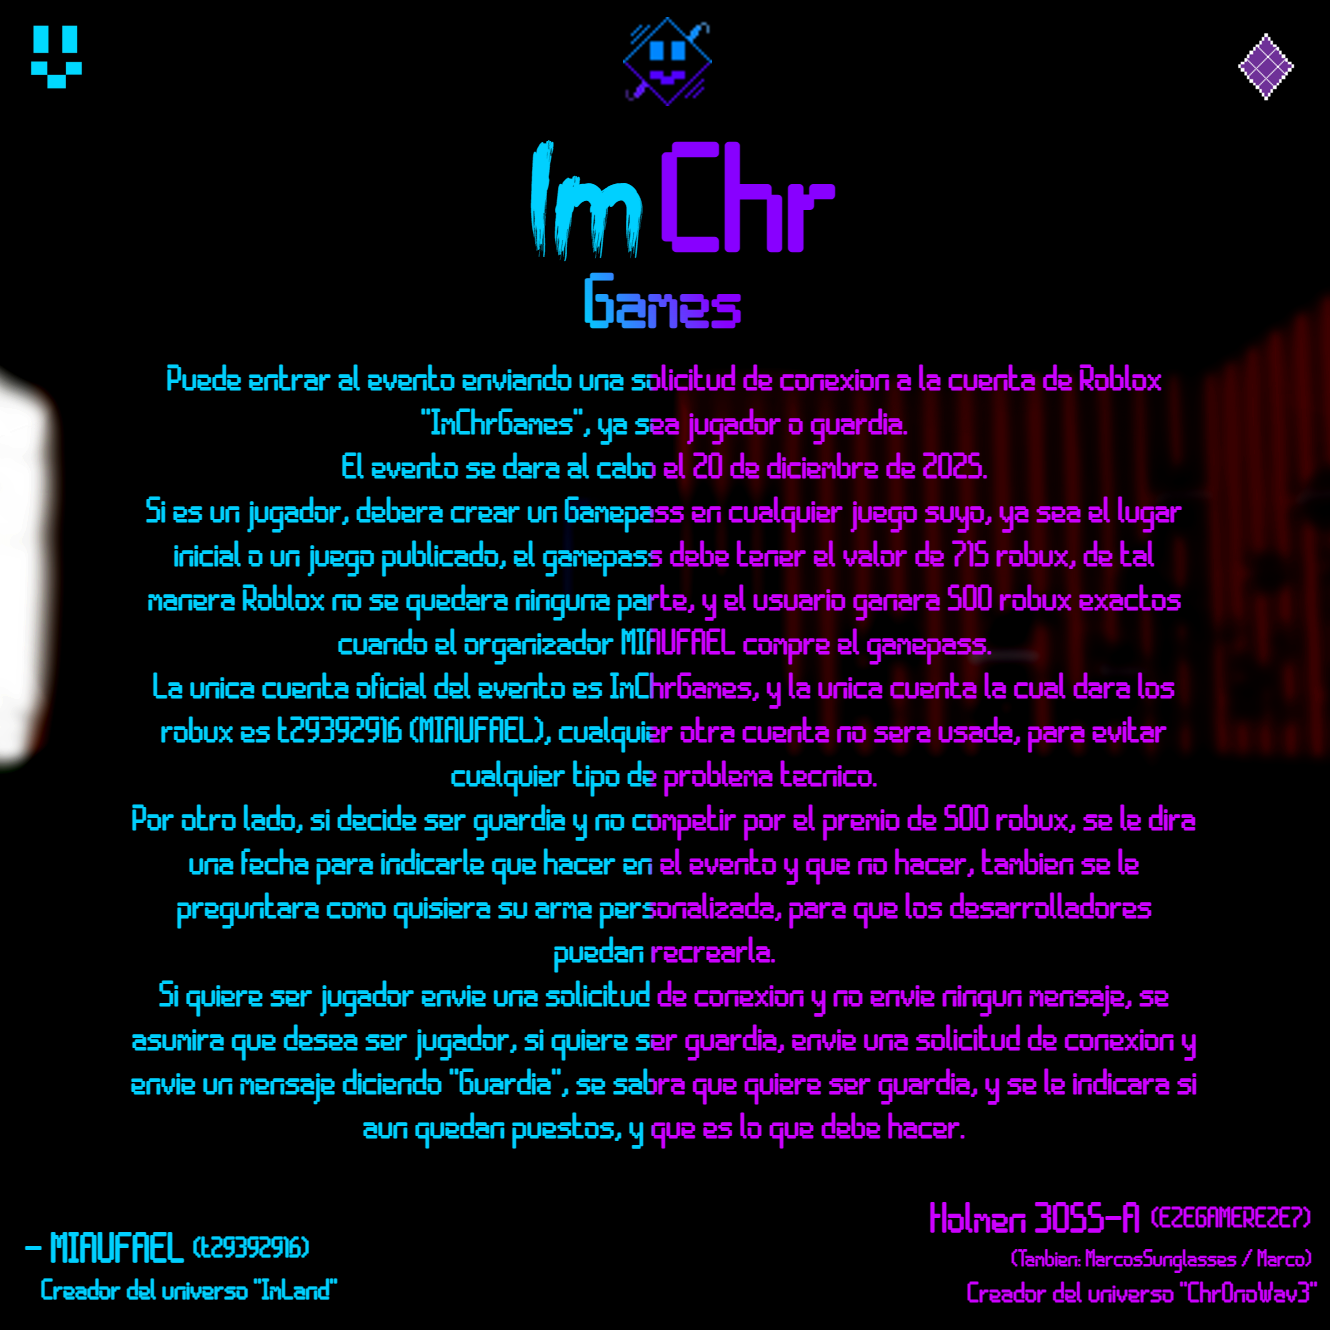 Im Chr
Games
Puede entrar al evento enviando una solicitud de conexion a la cuenta de Roblox
"ImChrGames", ya sea jugador o guardia.
El evento se dara al cabo el 20 de diciembre de 2025.
Si es un jugador, debera crear un Gamepass en cualquier juego suyo, ya sea el lugar
inicial o un juego publicado, el gamepass debe tener el valor de 715 robux, de tal
manera Roblox no se quedara ninguna parte, y el usuario ganara 500 robux exactos
cuando el organizador MIAUFAEL compre el gamepass.
La unica cuenta oficial del evento es ImChrGames, y la unica cuenta la cual dara los
robux es t29392916 (MIAUFAEL), cualquier otra cuenta no sera usada, para evitar
cualquier tipo de problema tecnico.
Por otro lado, si decide ser guardia y no competir por el premio de 500 robux, se le dira
una fecha para indicarle que hacer en el evento y que no hacer, tambien se le
preguntara como quisiera su arma personalizada, para que los desarrolladores
puedan recrearla.
Si quiere ser jugador envie una solicitud de conexion y no envie ningun mensaje, se
asumira que desea ser jugador, si quiere ser guardia, envie una solicitud de conexion y
envie un mensaje diciendo "Guardia", se sabra que quiere ser guardia, y se le indicara si
aun quedan puestos, y que es lo que debe hacer.
- MIAUFAEL (t29392916)
Creador del universo "InLand"
Holmen 3055-A (EZEGAMEREZE7)
(Tambien: MarcosSunglasses / Marco)
Creador del universo "Chr0noWav3"